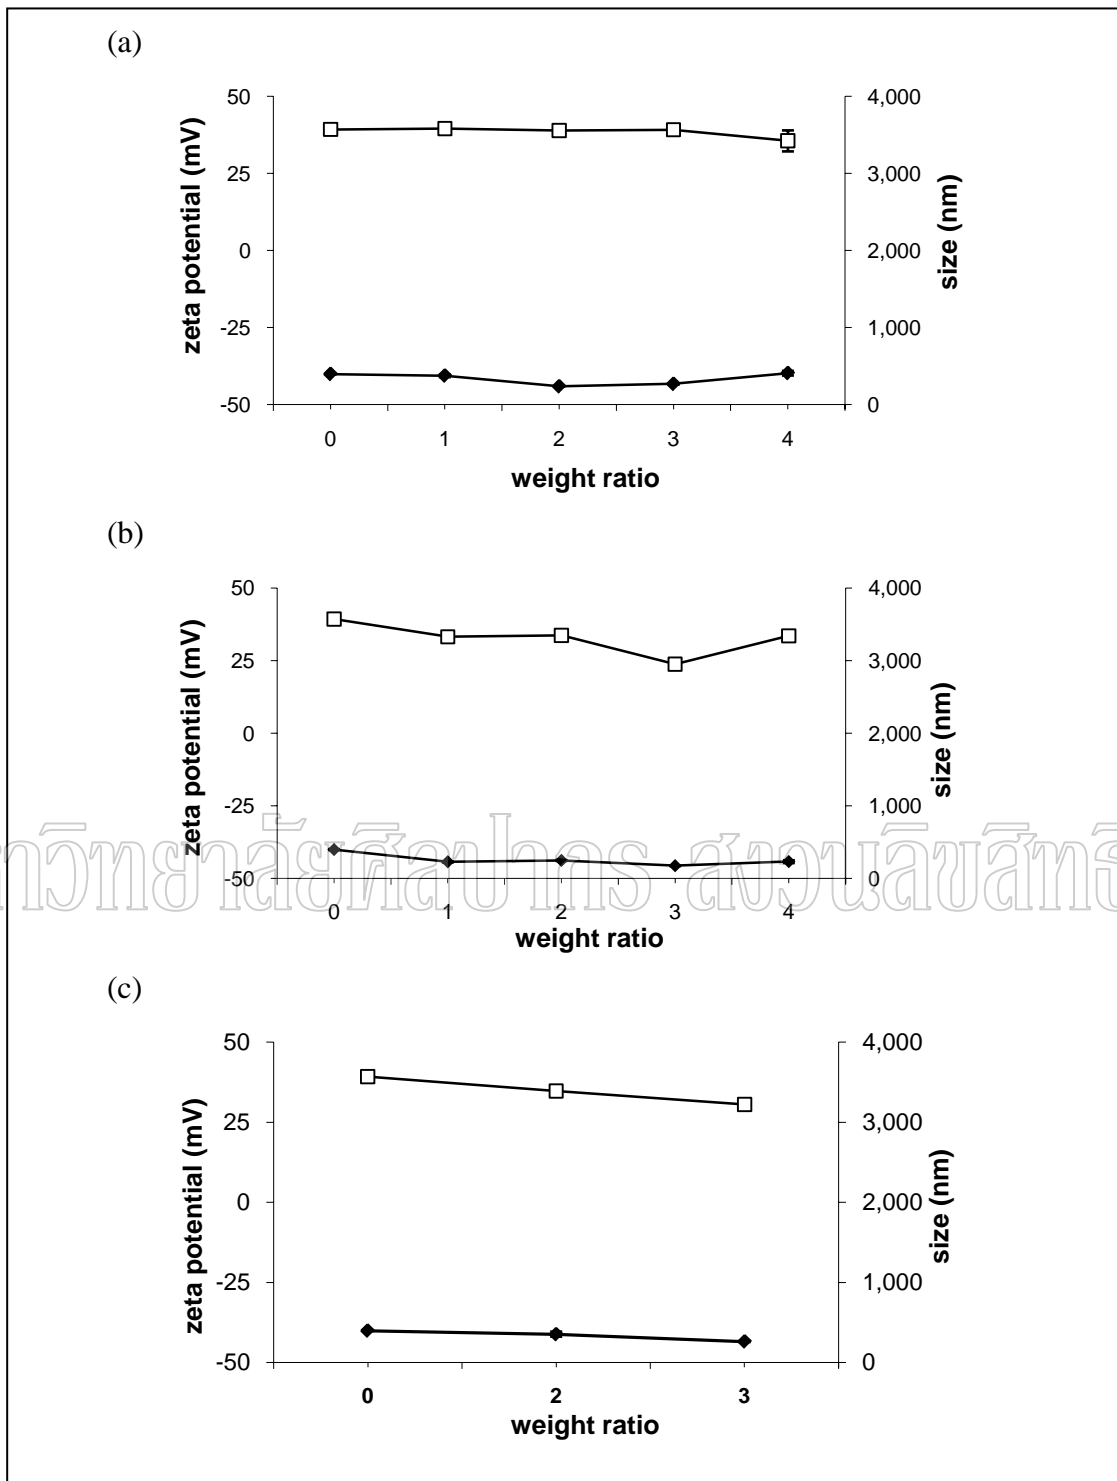 (a)
50
25
0
-25
-50
zeta potential (mV)
4,000
3,000
2,000
1,000
0
size (nm)
0 1 2 3 4
weight ratio
(b)
50
25
0
-25
-50
zeta potential (mV)
4,000
3,000
2,000
1,000
0
size (nm)
0 1 2 3 4
weight ratio
(c)
50
25
0
-25
-50
zeta potential (mV)
4,000
3,000
2,000
1,000
0
size (nm)
0 2 3
weight ratio